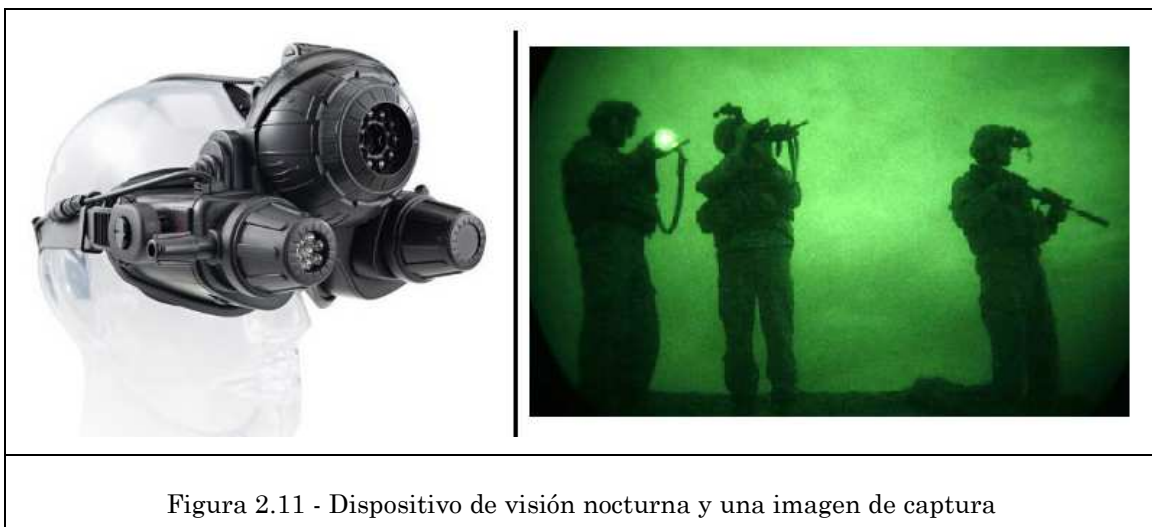 Figura 2.11 - Dispositivo de visión nocturna y una imagen de captura